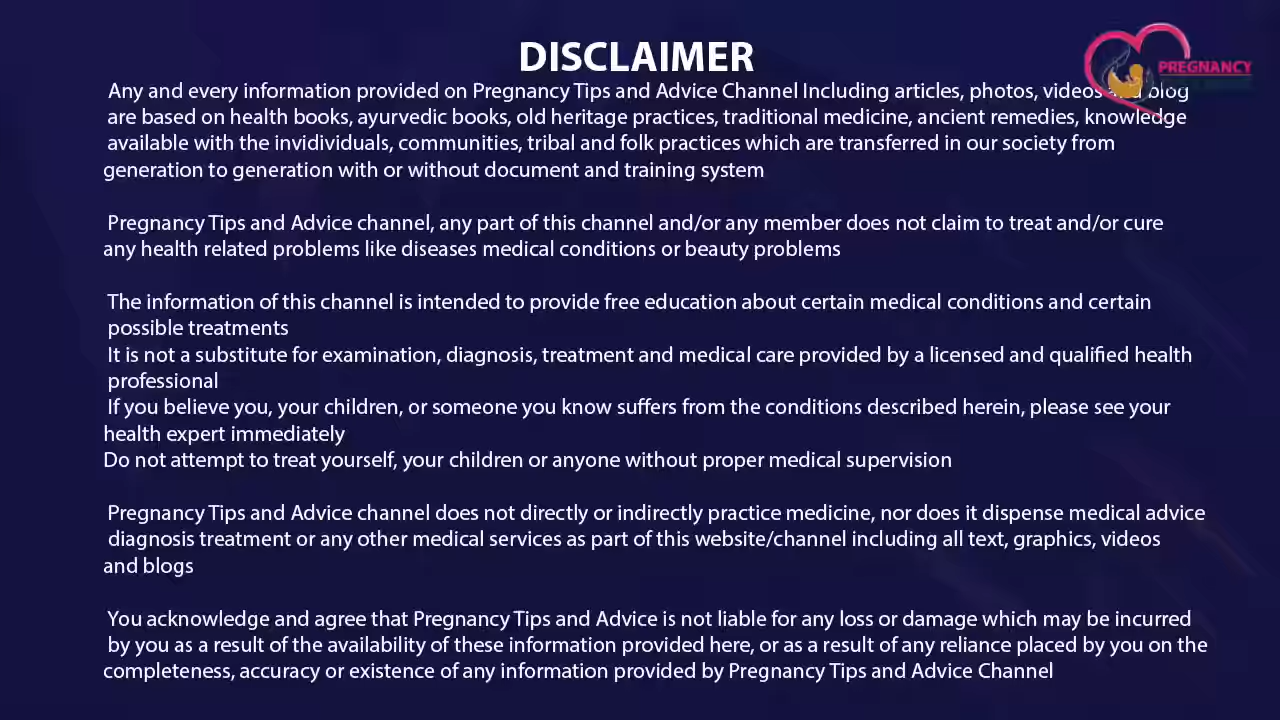 DISCLAIMER
PREGNANCY
Any and every information provided on Pregnancy Tips and Advice Channel Including articles, photos, videos and blog
are based on health books, ayurvedic books, old heritage practices, traditional medicine, ancient remedies, knowledge
available with the invidividuals, communities, tribal and folk practices which are transferred in our society from
generation to generation with or without document and training system
Pregnancy Tips and Advice channel, any part of this channel and/or any member does not claim to treat and/or cure
any health related problems like diseases medical conditions or beauty problems
The information of this channel is intended to provide free education about certain medical conditions and certain
possible treatments
It is not a substitute for examination, diagnosis, treatment and medical care provided by a licensed and qualified health
professional
If you believe you, your children, or someone you know suffers from the conditions described herein, please see your
health expert immediately
Do not attempt to treat yourself, your children or anyone without proper medical supervision
Pregnancy Tips and Advice channel does not directly or indirectly practice medicine, nor does it dispense medical advice
diagnosis treatment or any other medical services as part of this website/channel including all text, graphics, videos
and blogs
You acknowledge and agree that Pregnancy Tips and Advice is not liable for any loss or damage which may be incurred
by you as a result of the availability of these information provided here, or as a result of any reliance placed by you on the
completeness, accuracy or existence of any information provided by Pregnancy Tips and Advice Channel